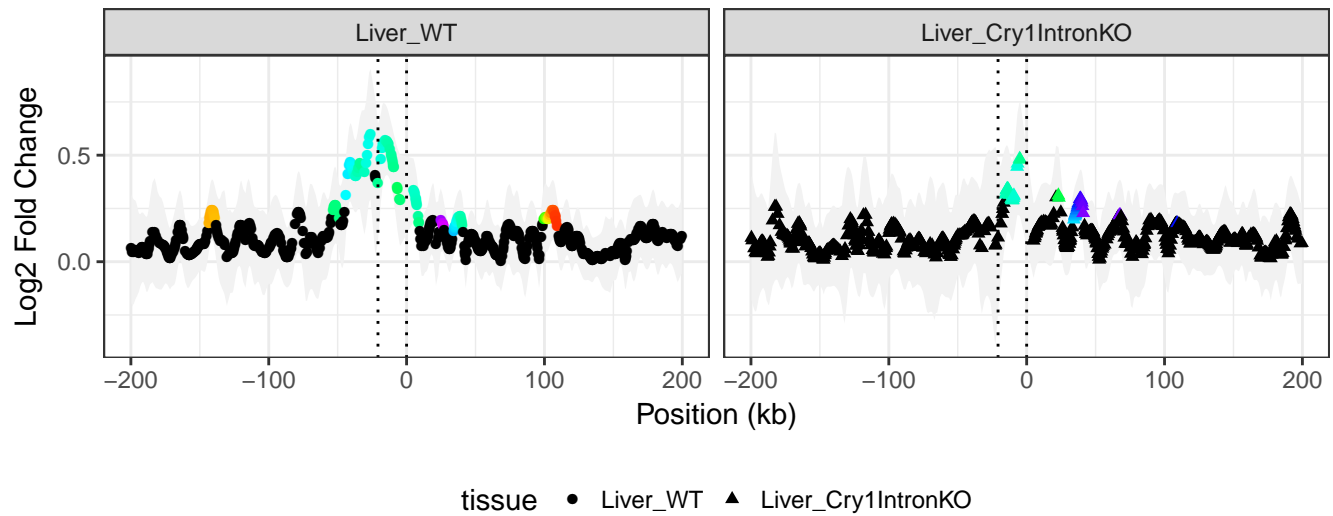 Liver_WT
Liver_Cry1IntronKO
Log2 Fold Change
0.5
0.0
−200
−100
0
100
200
−200
−100
0
100
200
Position (kb)
tissue Liver_WT Liver_Cry1IntronKO